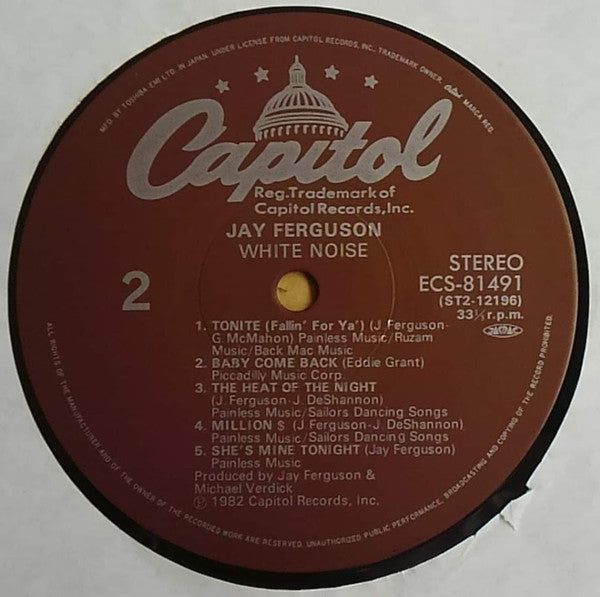 MFD. BY TOSHIBA EMI LTD. IN JAPAN. UNDER LICENSE FROM CAPITOL RECORDS, INC. TRADEMARK OWNER. Capitol MARCA REG.
Capitol
Reg.Trademark of
Capitol Records,Inc.
JAY FERGUSON
WHITE NOISE
2
STEREO
ECS-81491
(ST2-12196)
33⅓ r.p.m.
JASRAC
1. TONITE (Fallin' For Ya') (J. Ferguson-
G. McMahon) Painless Music/Ruzam
Music/Back Mac Music
2. BABY COME BACK (Eddie Grant)
Piccadilly Music Corp
3. THE HEAT OF THE NIGHT
(J. Ferguson-J. DeShannon)
Painless Music/Sailors Dancing Songs
4. MILLION $ (J. Ferguson-J. DeShannon)
Painless Music/Sailors Dancing Songs
5. SHE'S MINE TONIGHT (Jay Ferguson)
Painless Music
Produced by Jay Ferguson &
Michael Verdick
℗ 1982 Capitol Records, Inc.
ALL RIGHTS OF THE MANUFACTURER AND OF THE OWNER OF THE RECORDED WORK ARE RESERVED. UNAUTHORIZED PUBLIC PERFORMANCE, BROADCASTING AND COPYING OF THE RECORD PROHIBITED.